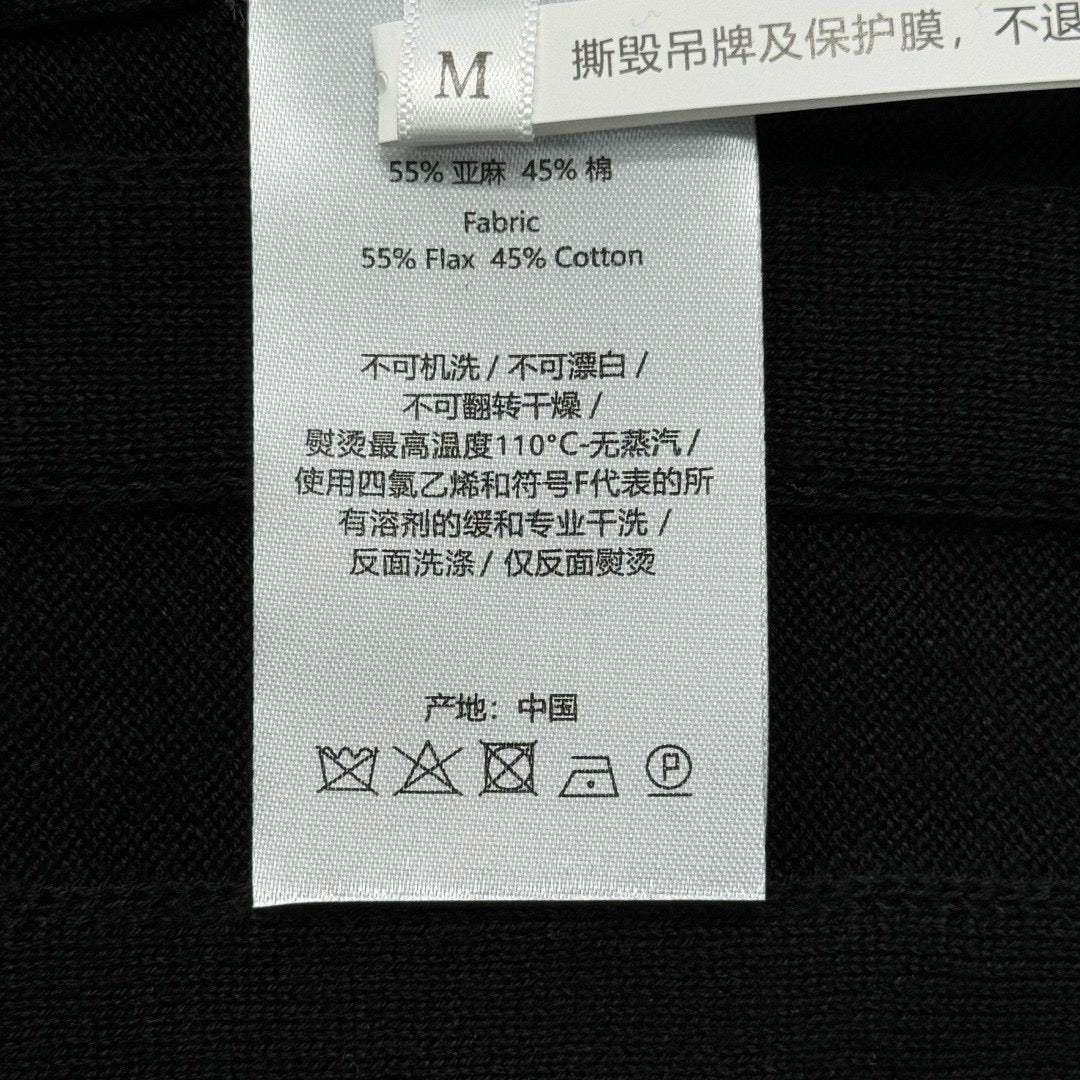 M
撕毁吊牌及保护膜，不退
55% 亚麻 45% 棉
Fabric
55% Flax 45% Cotton
不可机洗 / 不可漂白 /
不可翻转干燥 /
熨烫最高温度110°C-无蒸汽 /
使用四氯乙烯和符号F代表的所
有溶剂的缓和专业干洗 /
反面洗涤 / 仅反面熨烫
产地：中国
P